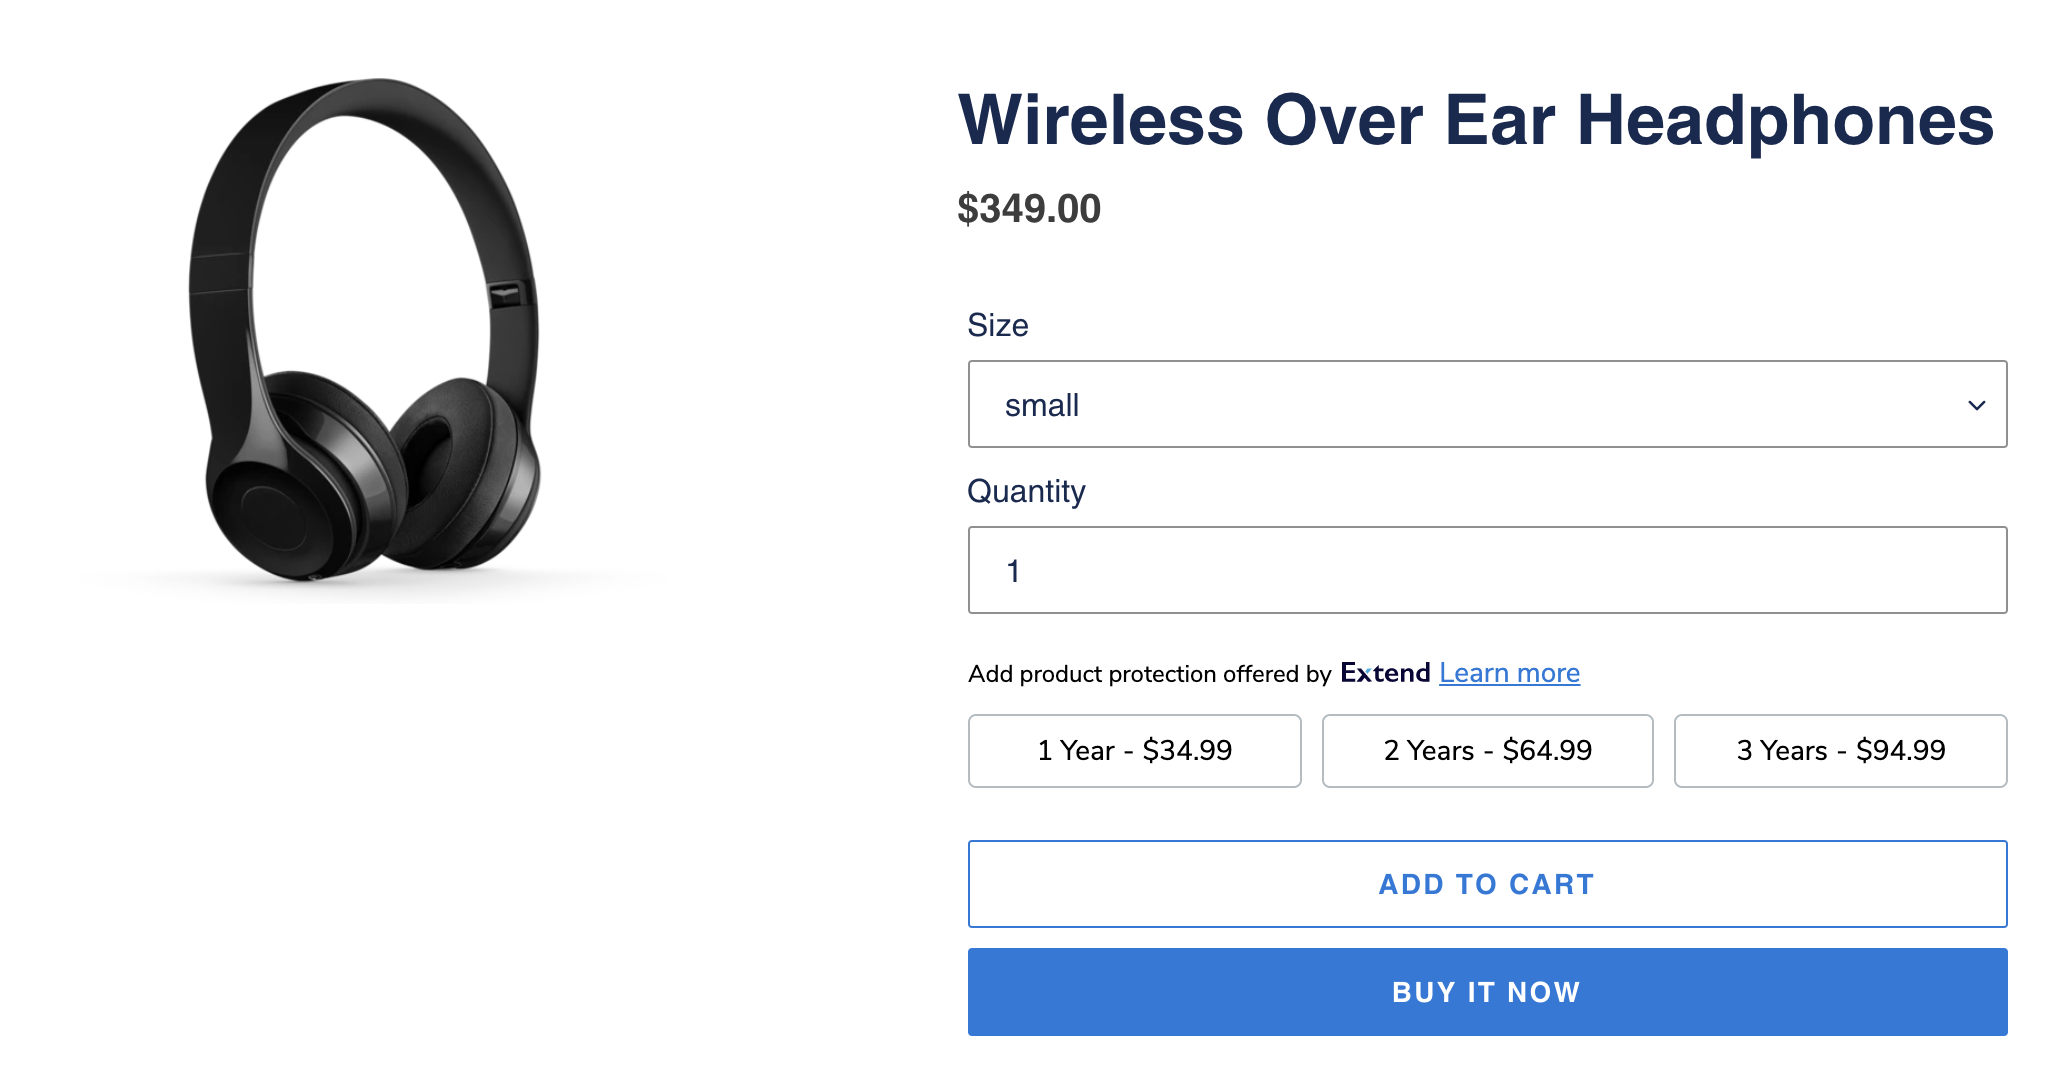 Wireless Over Ear Headphones
$349.00
Size
small
Quantity
1
Add product protection offered by Extend Learn more
1 Year - $34.99
2 Years - $64.99
3 Years - $94.99
ADD TO CART
BUY IT NOW